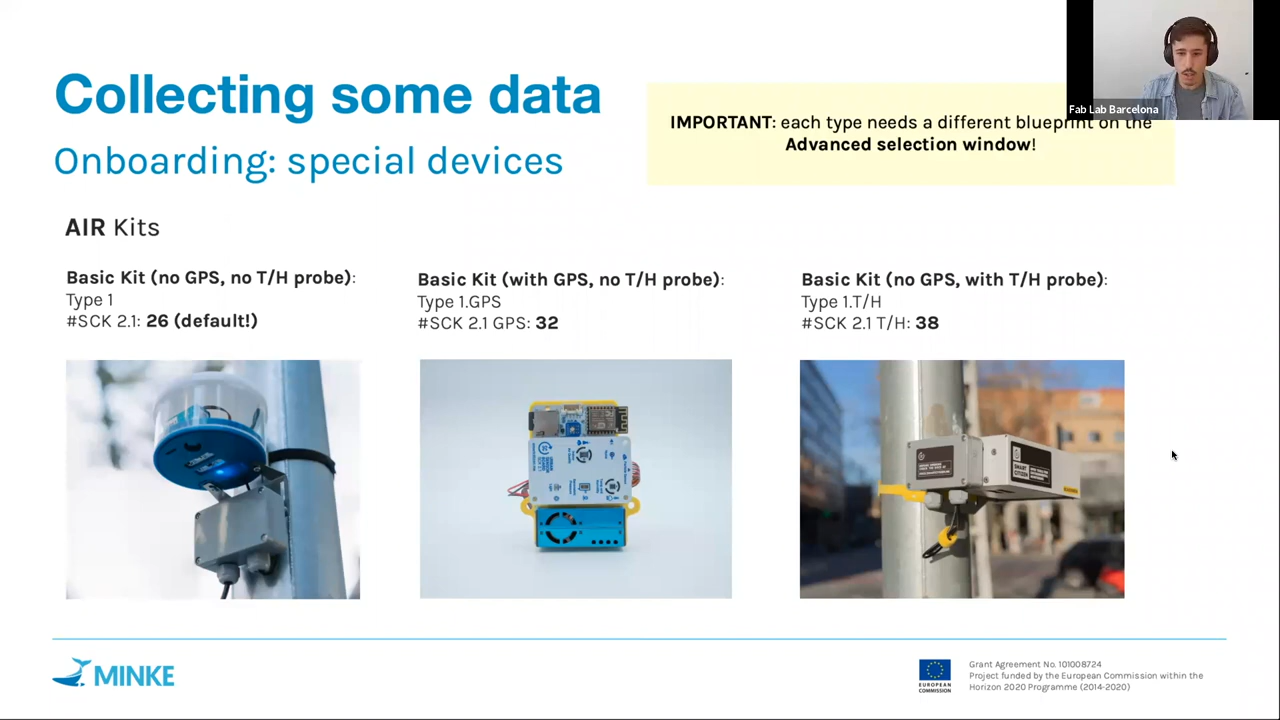 Collecting some data
Onboarding: special devices
IMPORTANT: each type needs a different blueprint on the
Advanced selection window!
Fab Lab Barcelona
AIR Kits
Basic Kit (no GPS, no T/H probe):
Type 1
#SCK 2.1: 26 (default!)
Basic Kit (with GPS, no T/H probe):
Type 1.GPS
#SCK 2.1 GPS: 32
Basic Kit (no GPS, with T/H probe):
Type 1.T/H
#SCK 2.1 T/H: 38
SMART
CITIZEN
MINKE
EUROPEAN
COMMISSION
Grant Agreement No. 101008724
Project funded by the European Commission within the
Horizon 2020 Programme (2014-2020)